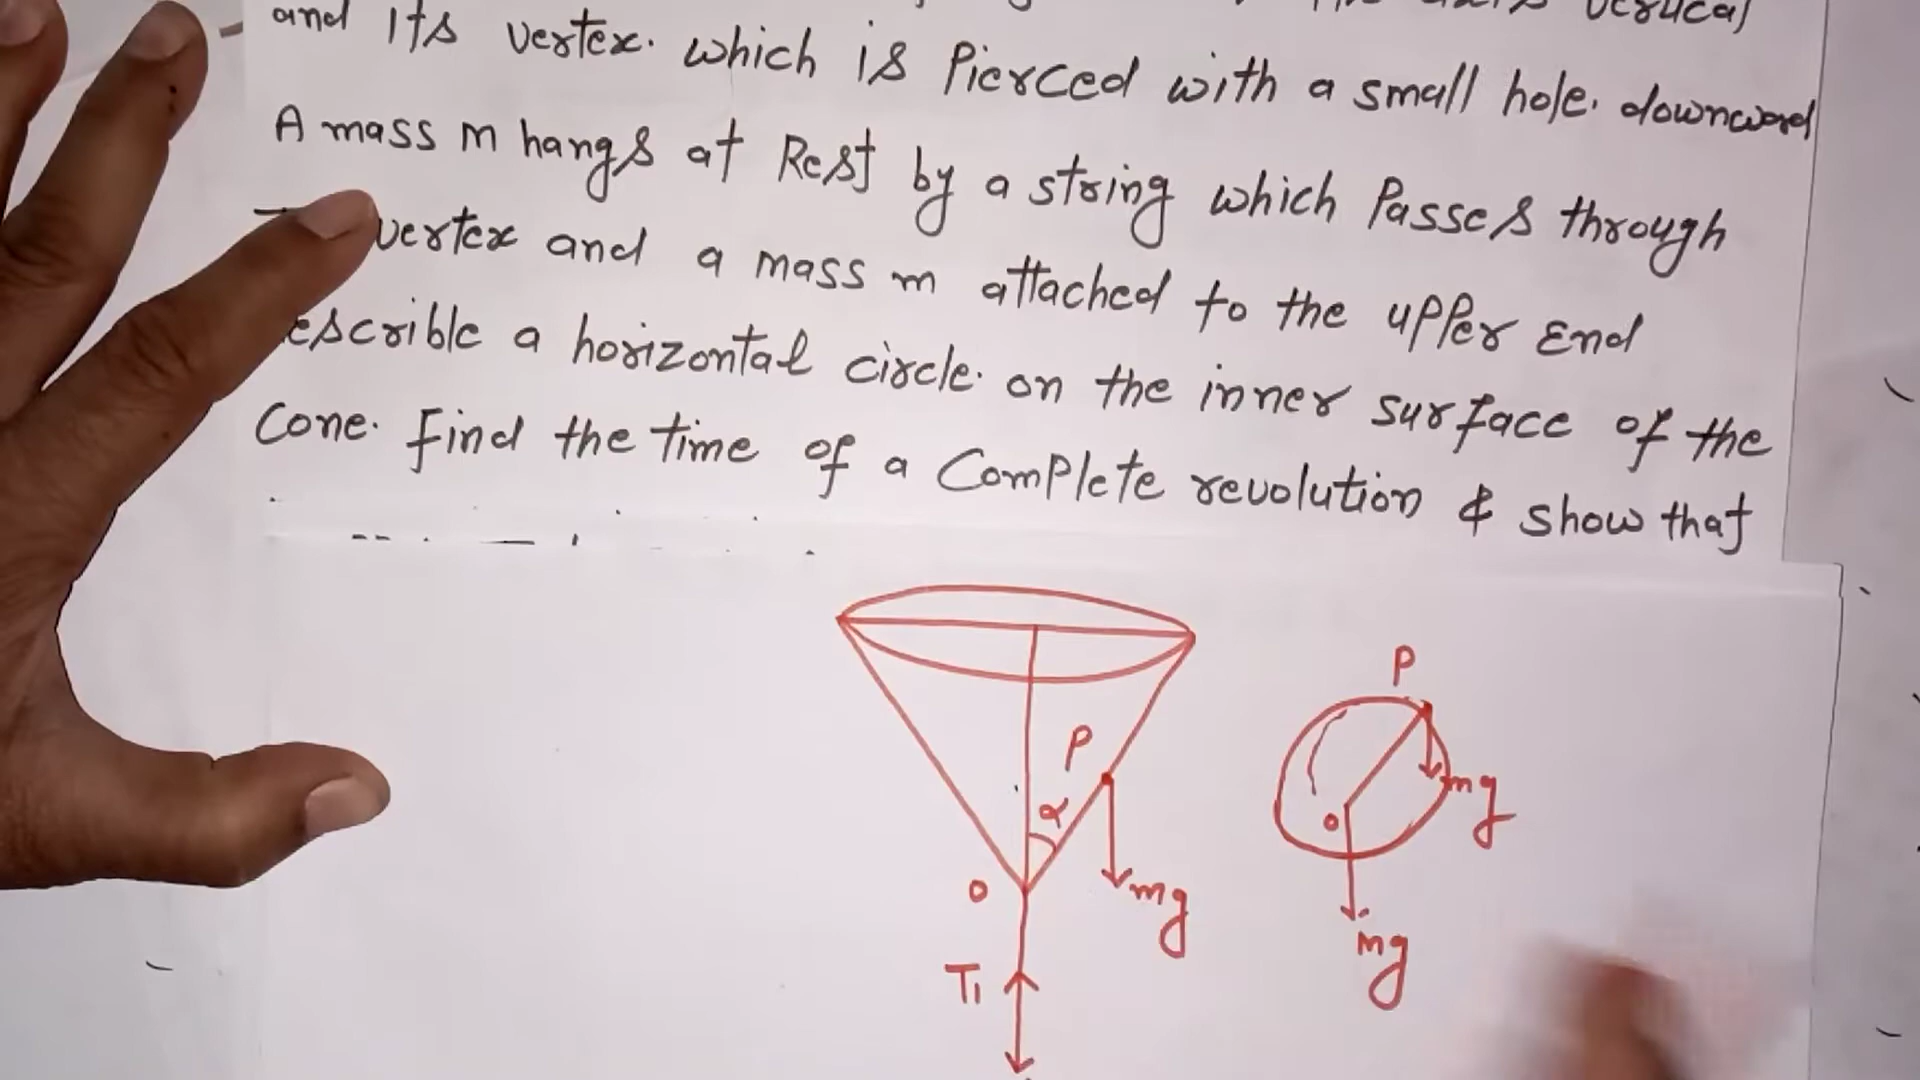 and Its vertex. which is Pierced with a small hole. downward
A mass m hangs at Rest by a string which Passes through
vertex and a mass m attached to the upper End
escrible a horizontal circle. on the inner surface of the
Cone. Find the time of a Complete revolution & show that
P
P
α
mg
o
o
mg
mg
T₁